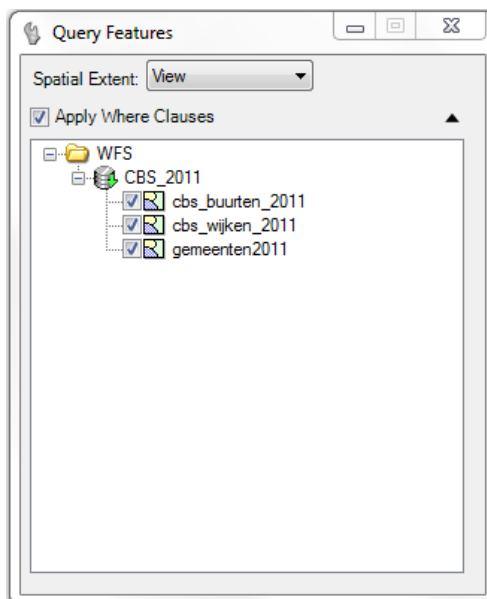 Query Features
Spatial Extent: View
Apply Where Clauses
WFS
CBS_2011
cbs_buurten_2011
cbs_wijken_2011
gemeenten2011